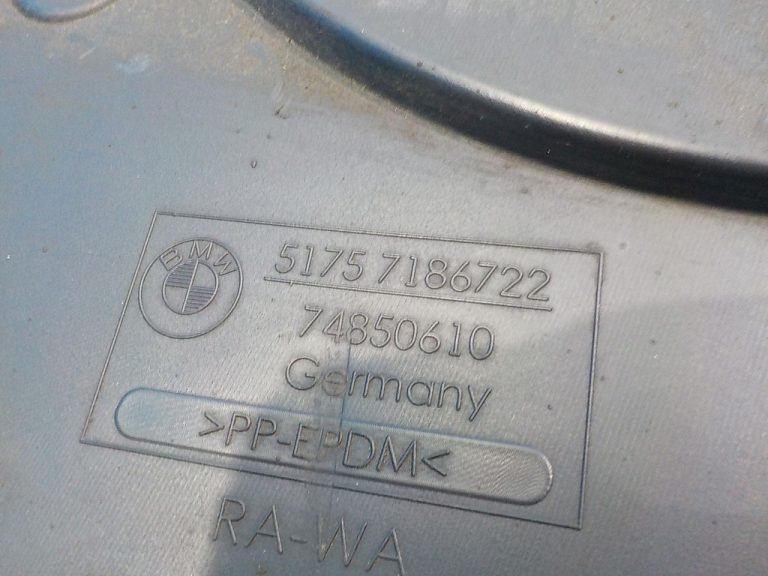 BMW
5175 7186722
74850610
Germany
>PP-EPDM<
RA-WA